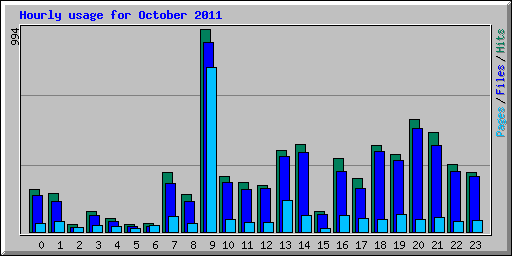 Hourly usage for October 2011
994
Pages / Files / Hits
0 1 2 3 4 5 6 7 8 9 10 11 12 13 14 15 16 17 18 19 20 21 22 23